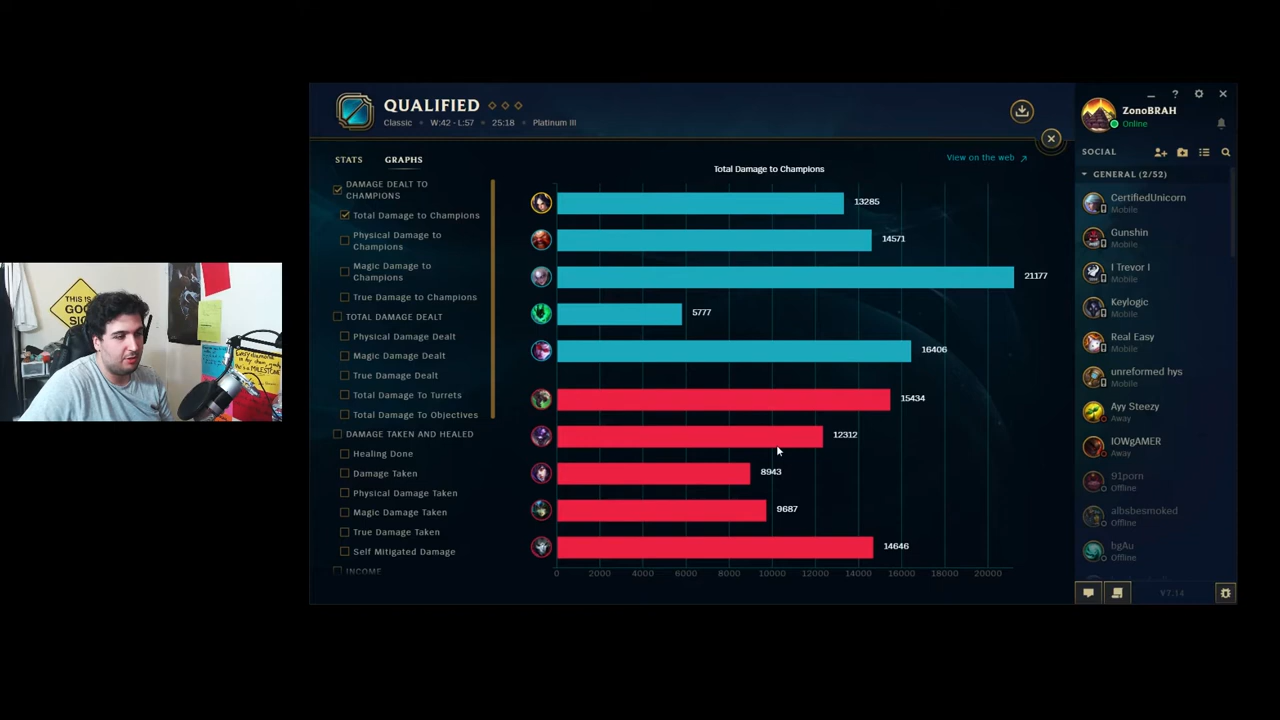 QUALIFIED
Classic • W:42 - L:57 • 25:18 • Platinum III
STATS GRAPHS
View on the web
DAMAGE DEALT TO
CHAMPIONS
Total Damage to Champions
Physical Damage to
Champions
Magic Damage to
Champions
True Damage to Champions
TOTAL DAMAGE DEALT
Physical Damage Dealt
Magic Damage Dealt
True Damage Dealt
Total Damage To Turrets
Total Damage To Objectives
DAMAGE TAKEN AND HEALED
Healing Done
Damage Taken
Physical Damage Taken
Magic Damage Taken
True Damage Taken
Self Mitigated Damage
INCOME
Total Damage to Champions
13285
14571
21177
5777
16406
15434
12312
8943
9687
14646
0 2000 4000 6000 8000 10000 12000 14000 16000 18000 20000
ZonoBRAH
Online
SOCIAL
GENERAL (2/52)
CertifiedUnicorn
Mobile
Gunshin
Mobile
I Trevor I
Mobile
Keylogic
Mobile
Real Easy
Mobile
unreformed hys
Mobile
Ayy Steezy
Away
IOWgAMER
Away
91porn
Offline
albsbesmoked
Offline
bgAu
Offline
V7.14
THIS IS
GOOD
SIGN